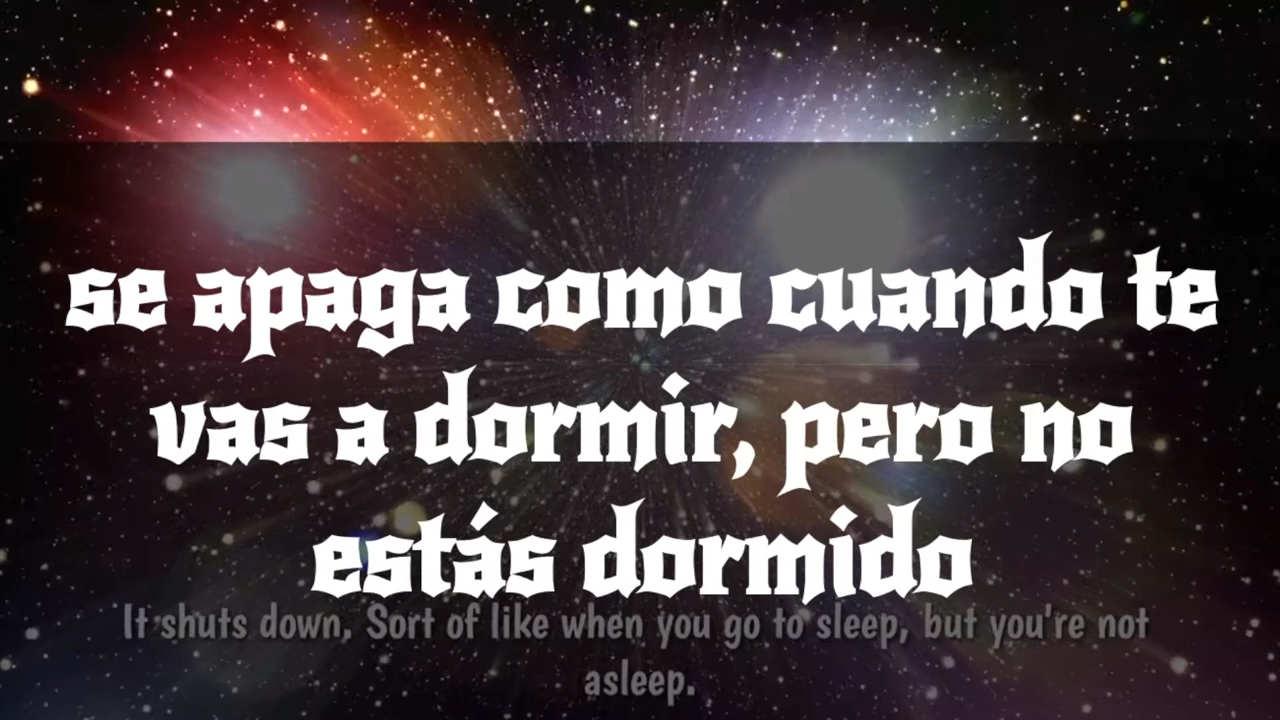 se apaga como cuando te
vas a dormir, pero no
estás dormido
It shuts down, Sort of like when you go to sleep, but you're not
asleep.